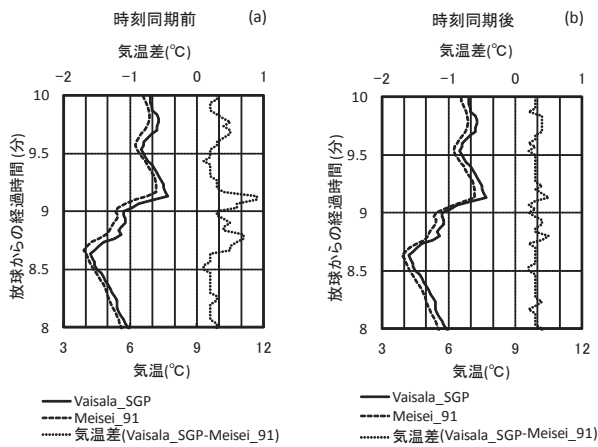 時刻同期前 (a)
気温差(℃)
-2 -1 0 1
10
9.5
9
8.5
8
放球からの経過時間(分)
3 6 9 12
気温(℃)
Vaisala_SGP
Meisei_91
気温差(Vaisala_SGP-Meisei_91)
時刻同期後 (b)
気温差(℃)
-2 -1 0 1
10
9.5
9
8.5
8
放球からの経過時間(分)
3 6 9 12
気温(℃)
Vaisala_SGP
Meisei_91
気温差(Vaisala_SGP-Meisei_91)